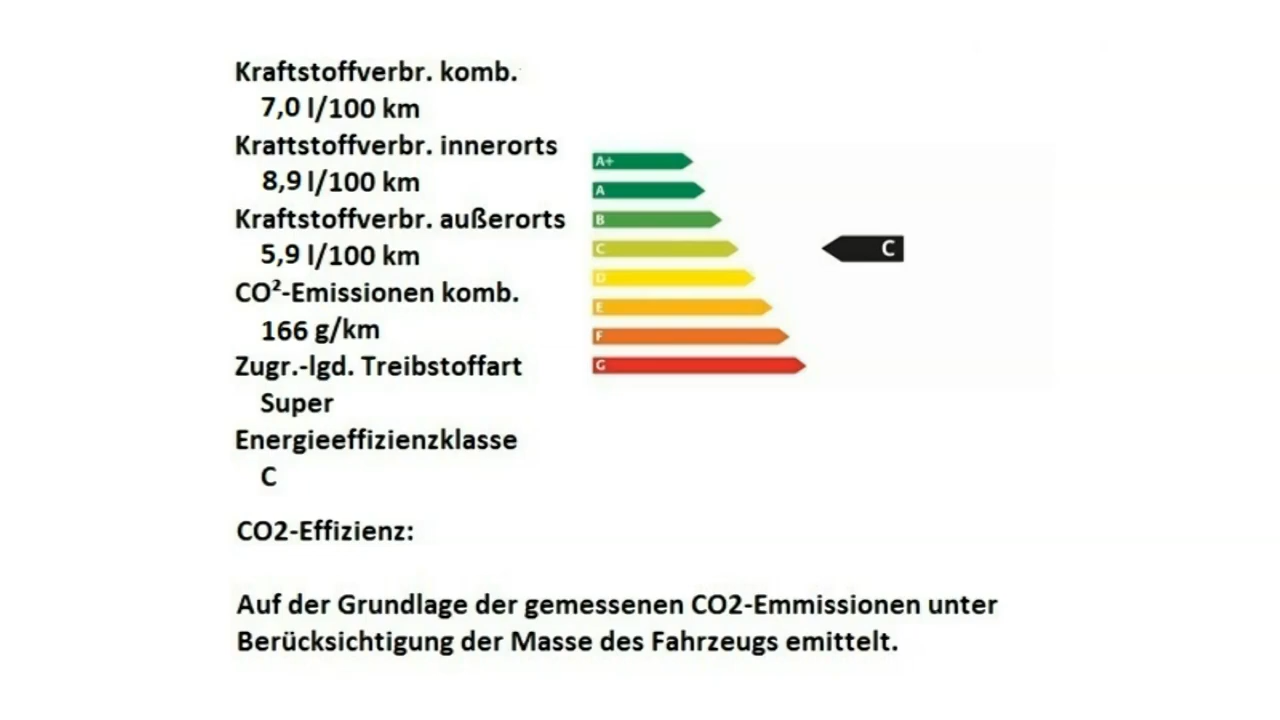 Kraftstoffverbr. komb.
7,0 l/100 km
Krattstoffverbr. innerorts
8,9 l/100 km
Kraftstoffverbr. außerorts
5,9 l/100 km
CO²-Emissionen komb.
166 g/km
Zugr.-lgd. Treibstoffart
Super
Energieeffizienzklasse
C
A+
A
B
C
C
D
E
F
G
CO2-Effizienz:
Auf der Grundlage der gemessenen CO2-Emmissionen unter
Berücksichtigung der Masse des Fahrzeugs emittelt.